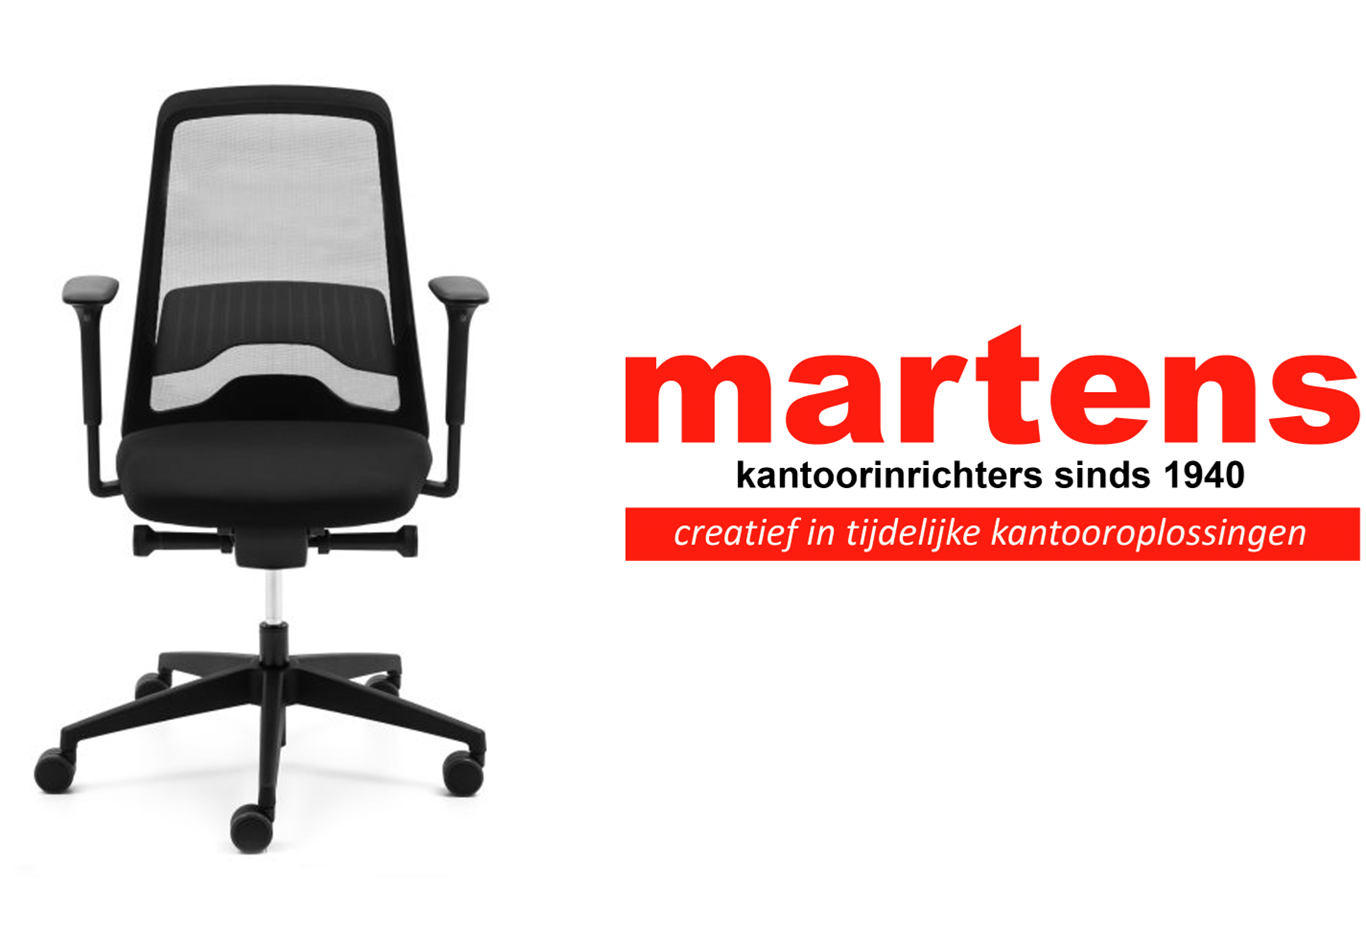 martens
kantoorinrichters sinds 1940
creatief in tijdelijke kantooroplossingen